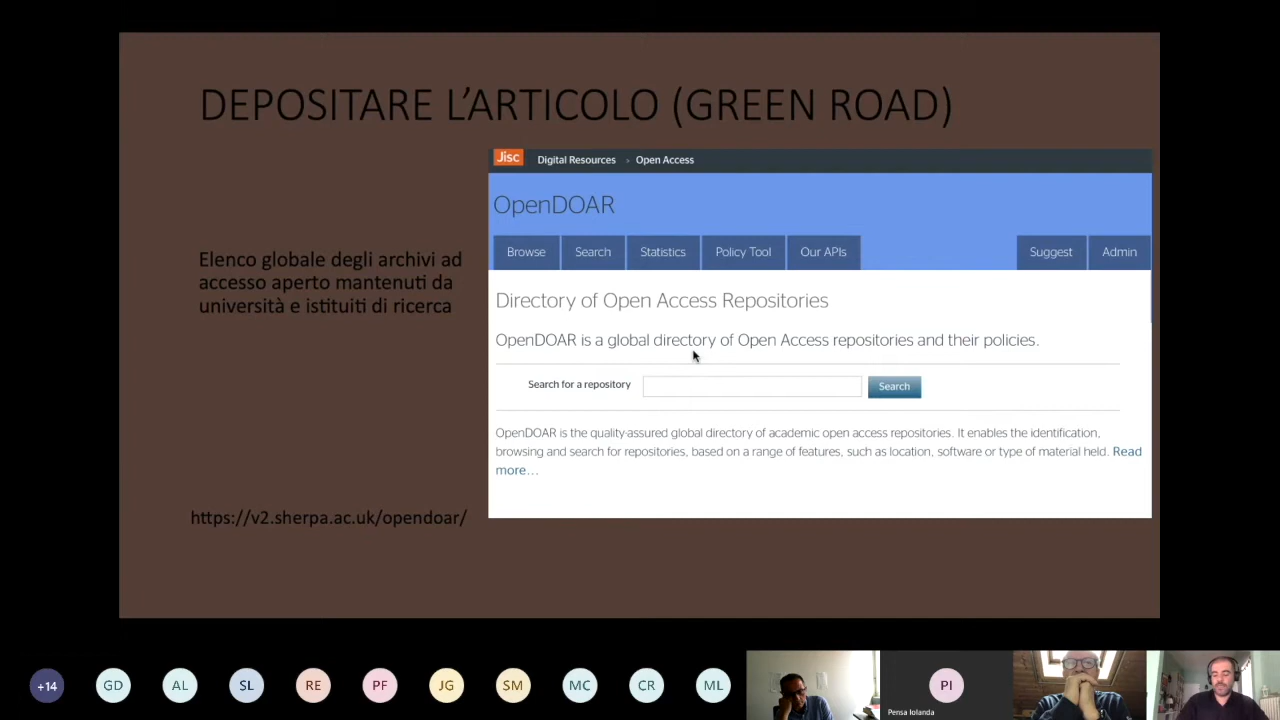 DEPOSITARE L'ARTICOLO (GREEN ROAD)
Jisc Digital Resources > Open Access
OpenDOAR
Browse Search Statistics Policy Tool Our APIs Suggest Admin
Elenco globale degli archivi ad
accesso aperto mantenuti da
università e istituiti di ricerca
Directory of Open Access Repositories
OpenDOAR is a global directory of Open Access repositories and their policies.
Search for a repository Search
OpenDOAR is the quality-assured global directory of academic open access repositories. It enables the identification,
browsing and search for repositories, based on a range of features, such as location, software or type of material held. Read
more...
https://v2.sherpa.ac.uk/opendoar/
+14 GD AL SL RE PF JG SM MC CR ML PI
Pensa Iolanda